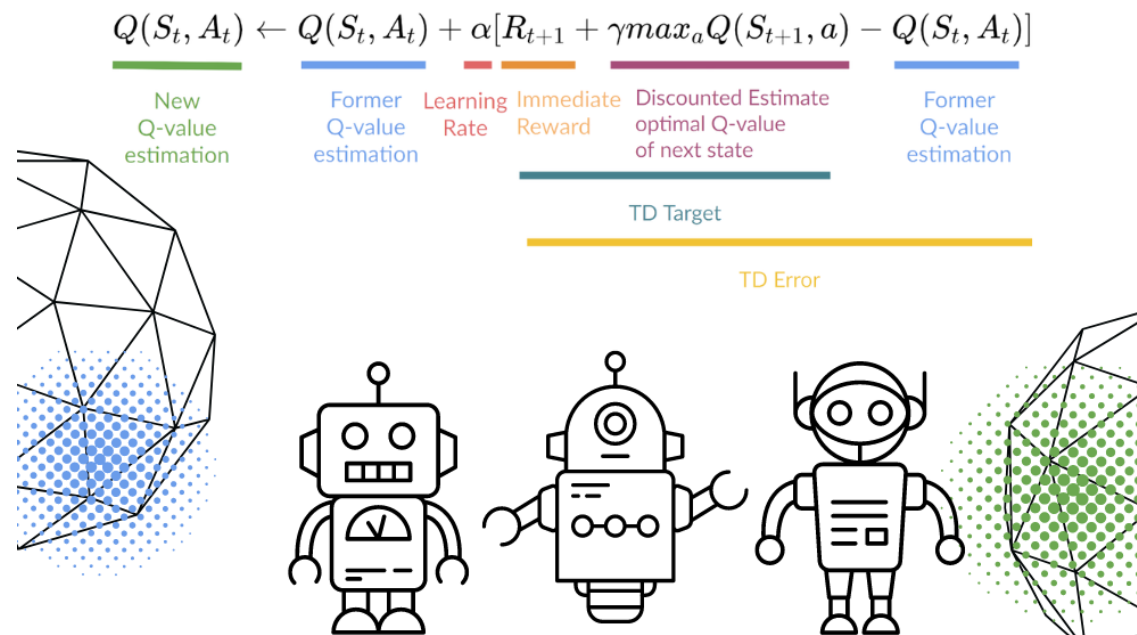 Q(S_t, A_t) ← Q(S_t, A_t) + α[R_{t+1} + γmax_aQ(S_{t+1}, a) − Q(S_t, A_t)]
New
Q-value
estimation
Former
Q-value
estimation
Learning
Rate
Immediate
Reward
Discounted Estimate
optimal Q-value
of next state
Former
Q-value
estimation
TD Target
TD Error